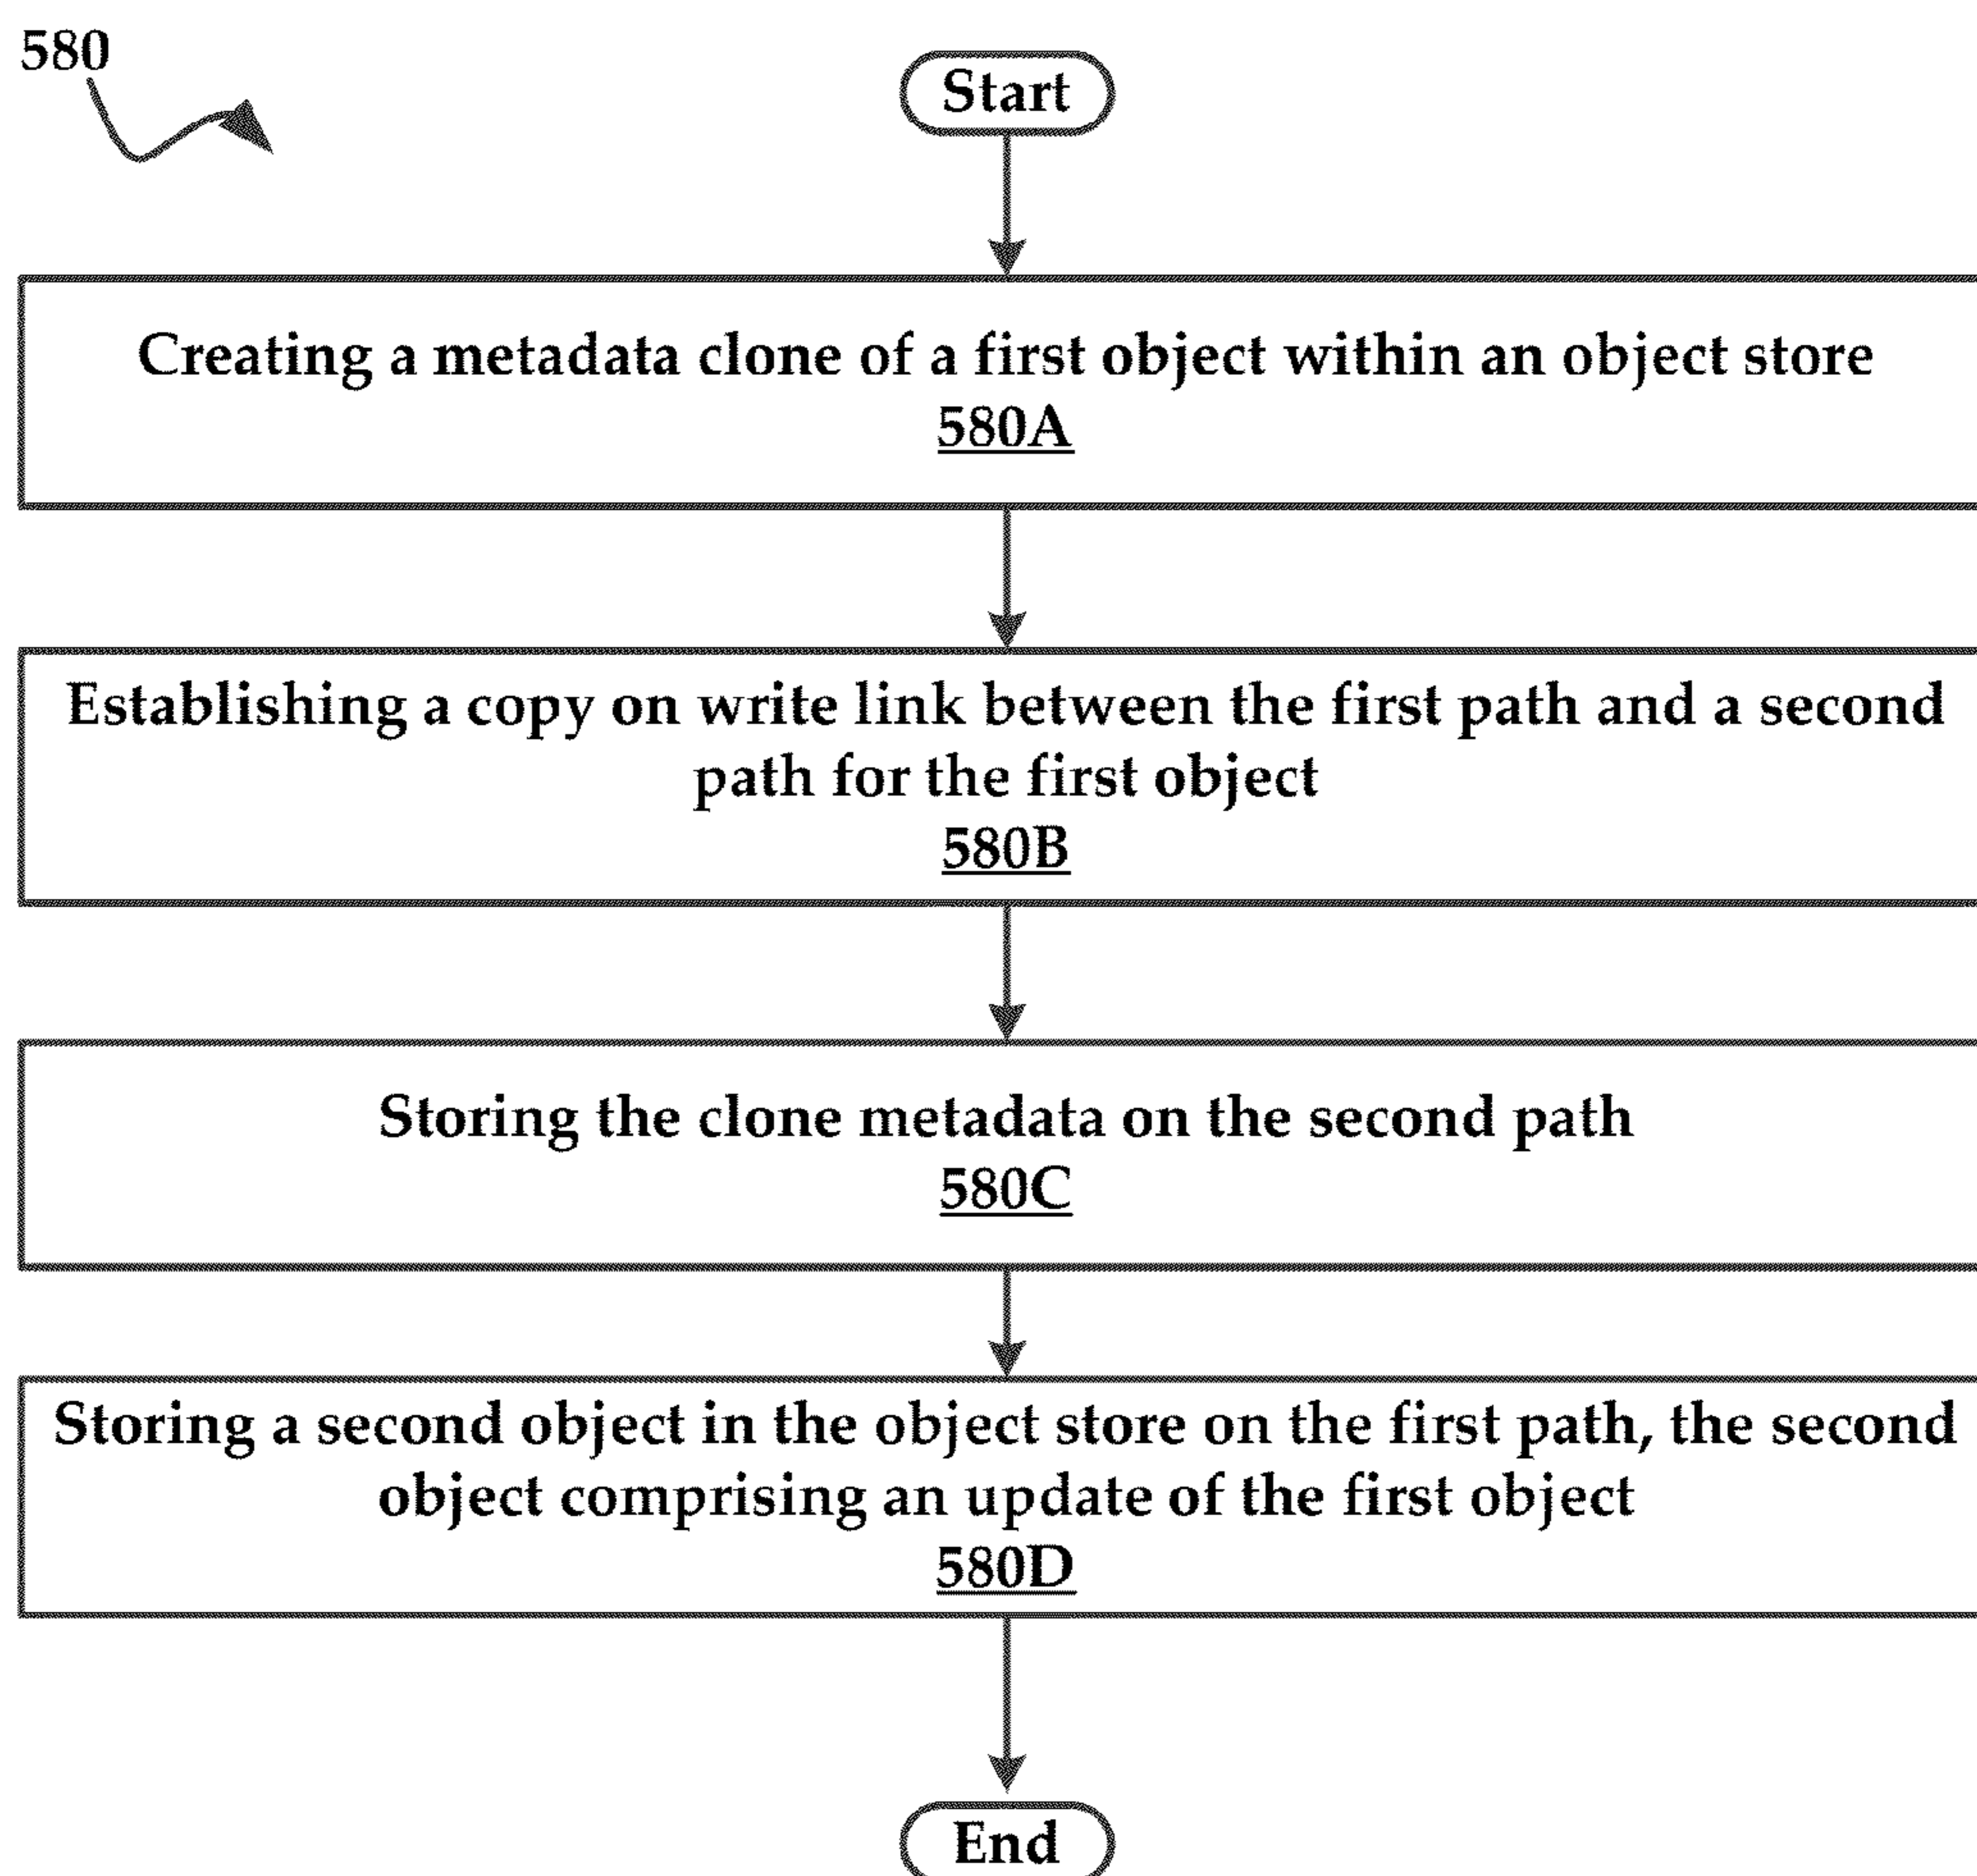 580
Start
Creating a metadata clone of a first object within an object store
580A
Establishing a copy on write link between the first path and a second
path for the first object
580B
Storing the clone metadata on the second path
580C
Storing a second object in the object store on the first path, the second
object comprising an update of the first object
580D
End